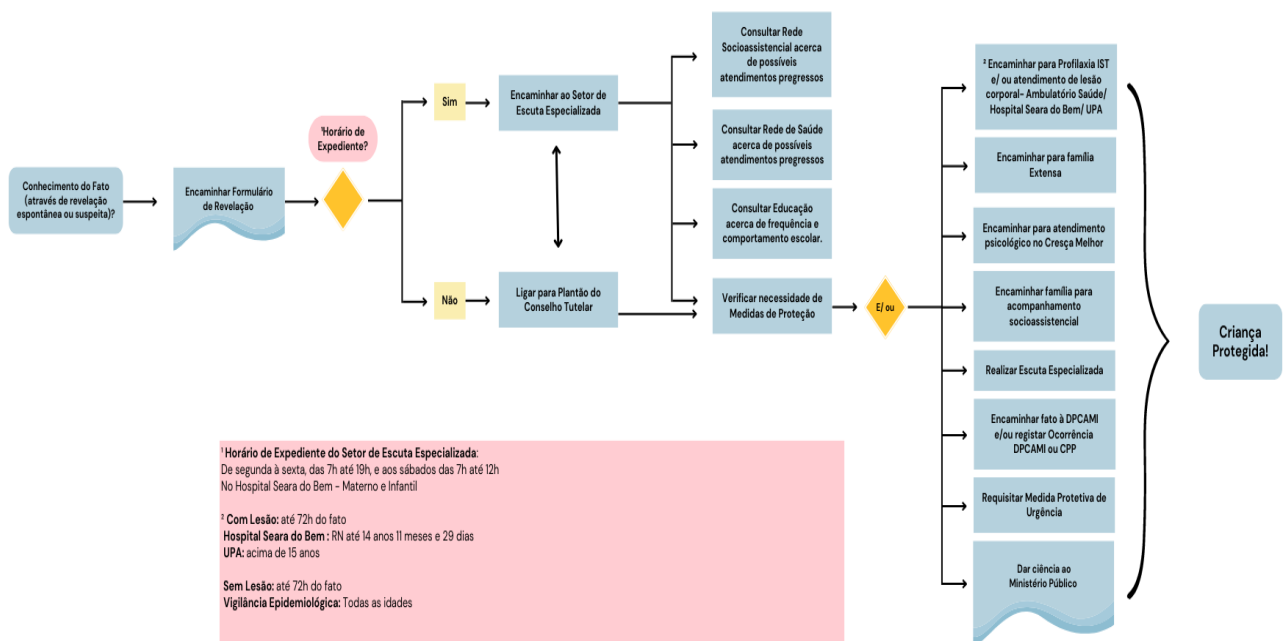 Conhecimento do Fato
(através de revelação
espontânea ou suspeita)?
Encaminhar Formulário
de Revelação
¹Horário de
Expediente?
Sim
Não
Encaminhar ao Setor de
Escuta Especializada
Ligar para Plantão do
Conselho Tutelar
Consultar Rede
Socioassistencial acerca
de possíveis
atendimentos pregressos
Consultar Rede de Saúde
acerca de possíveis
atendimentos pregressos
Consultar Educação
acerca de frequência e
comportamento escolar.
Verificar necessidade de
Medidas de Proteção
E/ ou
² Encaminhar para Profilaxia IST
e/ ou atendimento de lesão
corporal- Ambulatório Saúde/
Hospital Seara do Bem/ UPA
Encaminhar para família
Extensa
Encaminhar para atendimento
psicológico no Cresça Melhor
Encaminhar família para
acompanhamento
socioassistencial
Realizar Escuta Especializada
Encaminhar fato à DPCAMI
e/ou registar Ocorrência
DPCAMI ou CPP
Requisitar Medida Protetiva de
Urgência
Dar ciência ao
Ministério Público
Criança
Protegida!
¹ Horário de Expediente do Setor de Escuta Especializada:
De segunda à sexta, das 7h até 19h, e aos sábados das 7h até 12h
No Hospital Seara do Bem - Materno e Infantil
² Com Lesão: até 72h do fato
Hospital Seara do Bem : RN até 14 anos 11 meses e 29 dias
UPA: acima de 15 anos
Sem Lesão: até 72h do fato
Vigilância Epidemiológica: Todas as idades